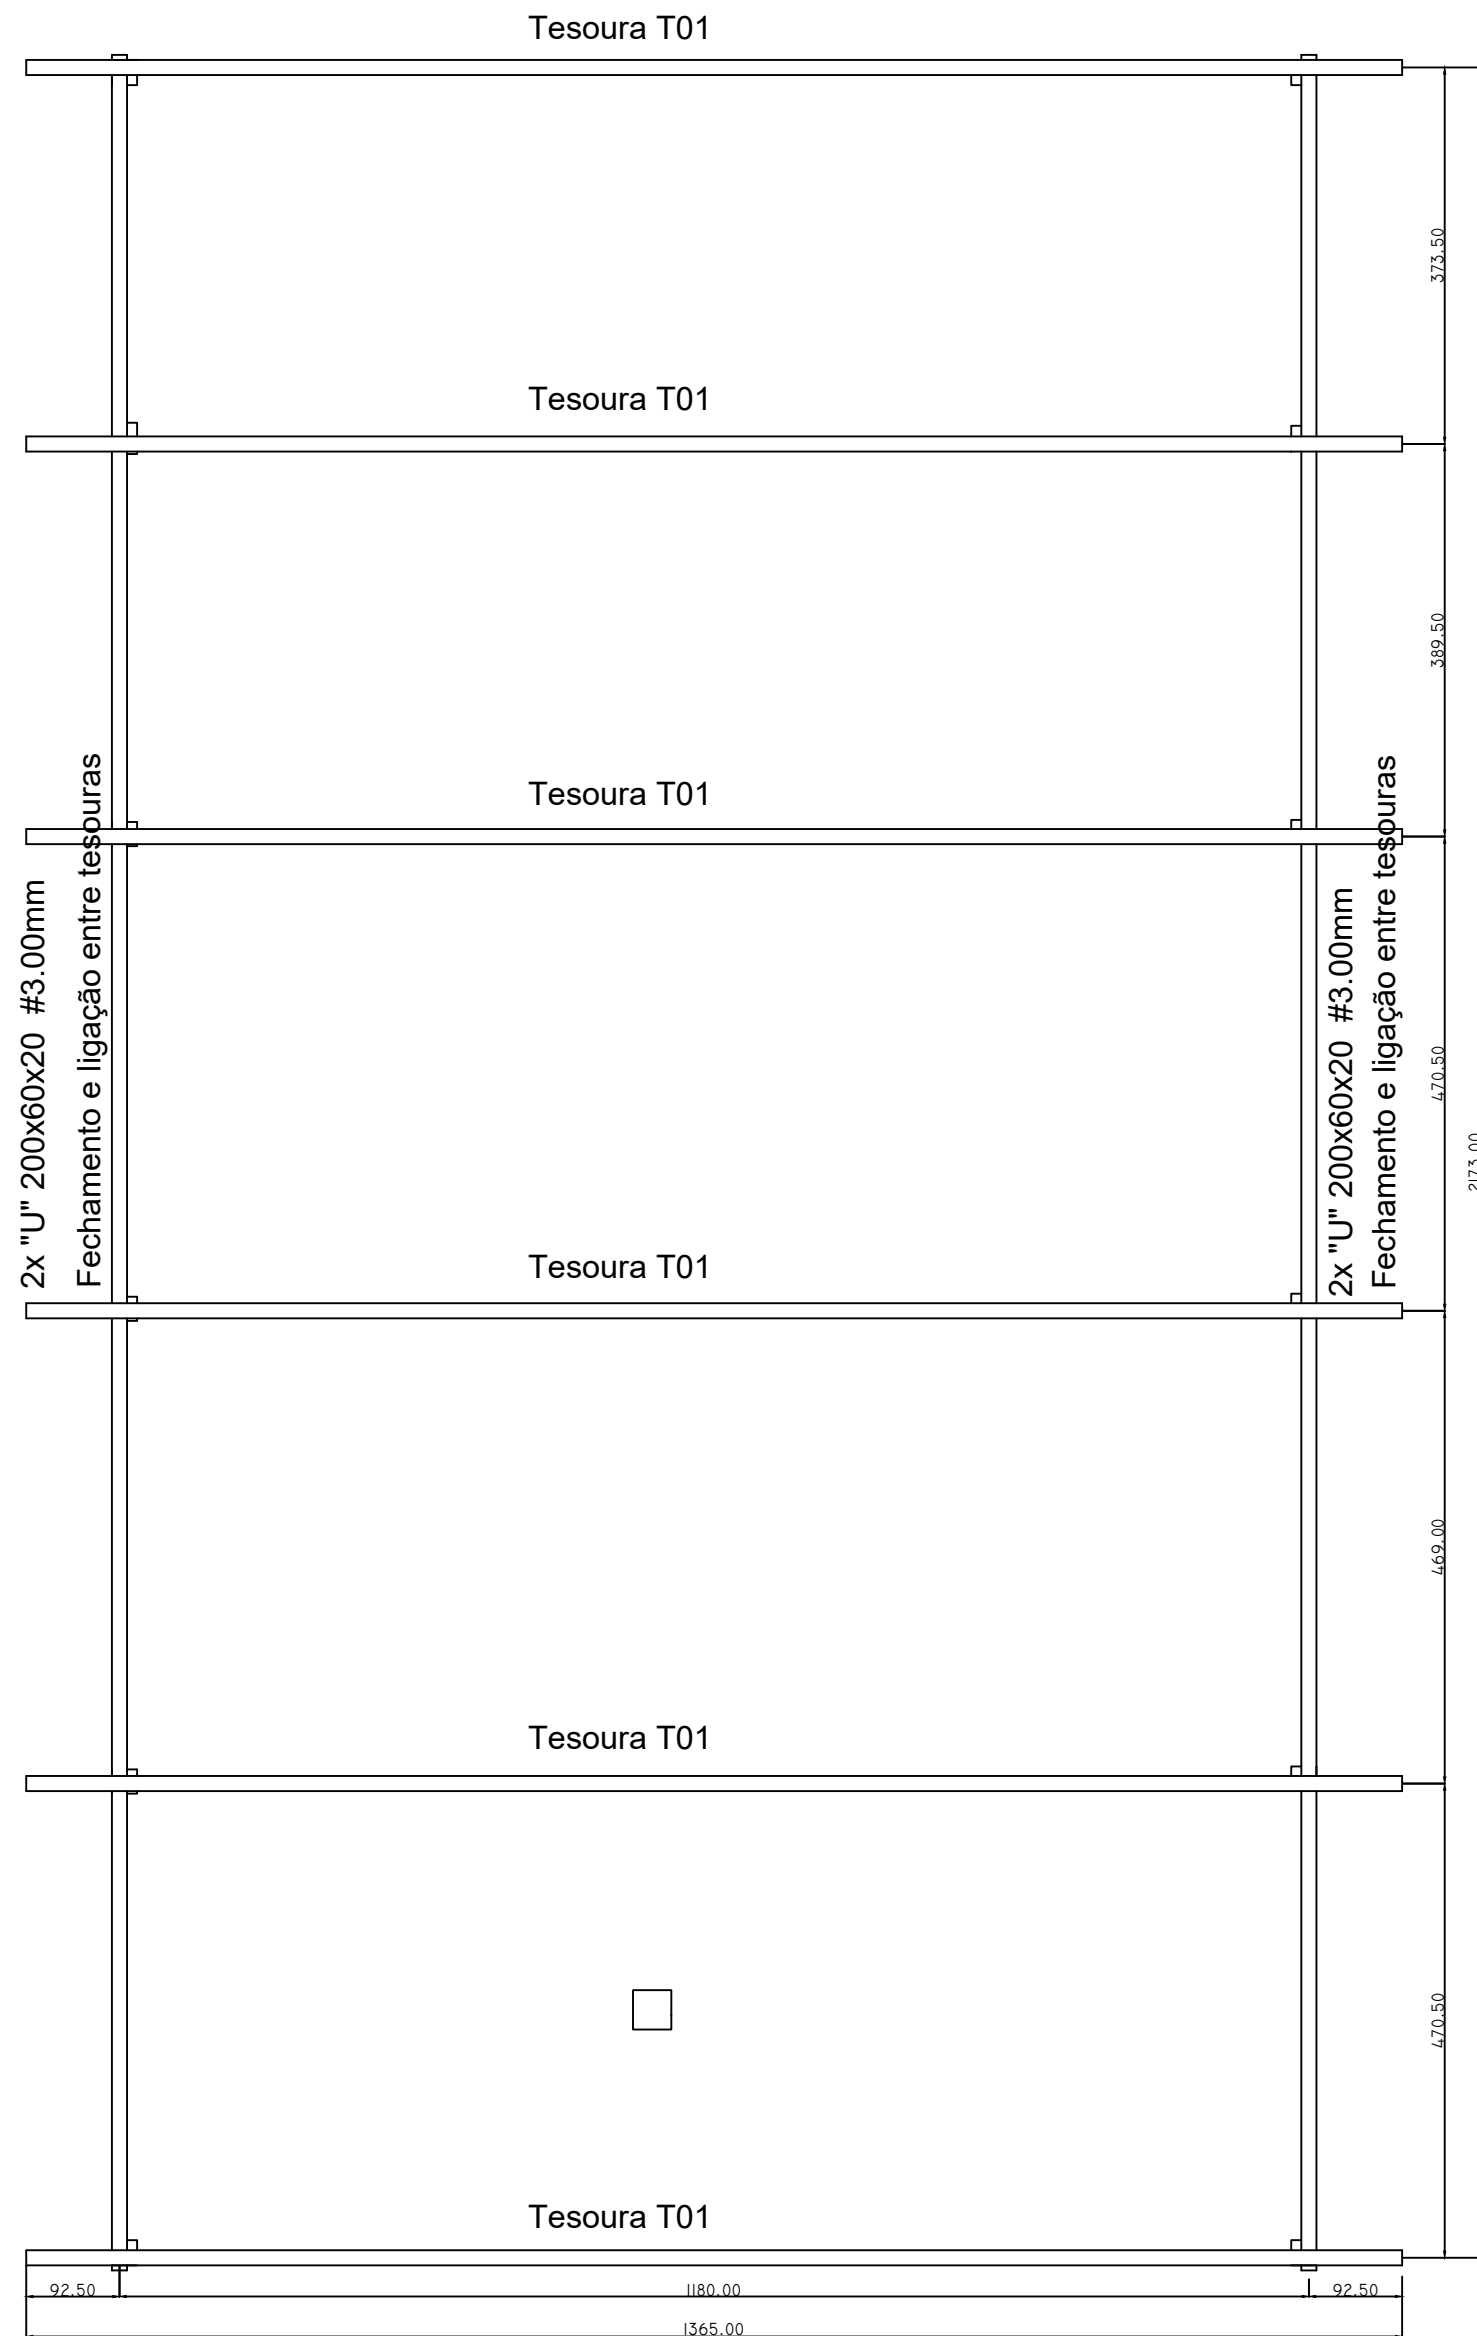 Tesoura T01
373.50
Tesoura T01
389.50
Tesoura T01
2x "U" 200x60x20 #3.00mm
Fechamento e ligação entre tesouras
2x "U" 200x60x20 #3.00mm
Fechamento e ligação entre tesouras
470.50
2173.00
Tesoura T01
469.00
Tesoura T01
470.50
Tesoura T01
92.50
1180.00
92.50
1365.00